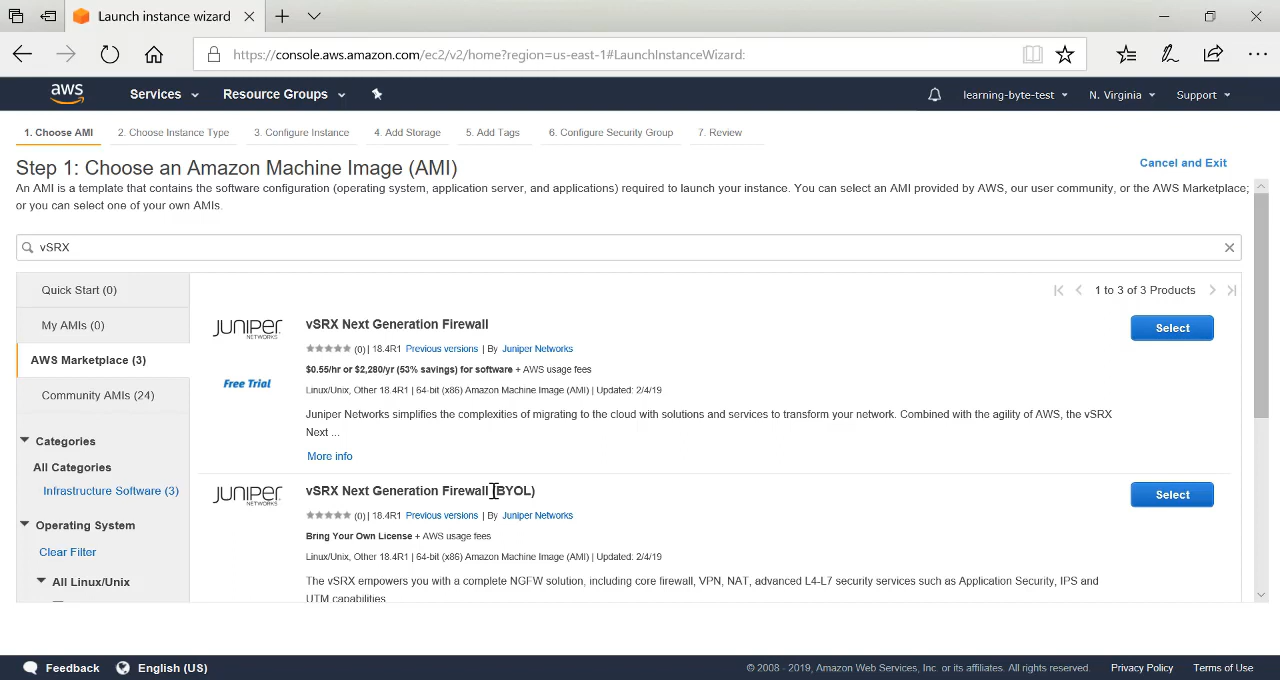 Launch instance wizard
https://console.aws.amazon.com/ec2/v2/home?region=us-east-1#LaunchInstanceWizard:
aws Services Resource Groups learning-byte-test N. Virginia Support
1. Choose AMI 2. Choose Instance Type 3. Configure Instance 4. Add Storage 5. Add Tags 6. Configure Security Group 7. Review
Step 1: Choose an Amazon Machine Image (AMI)
Cancel and Exit
An AMI is a template that contains the software configuration (operating system, application server, and applications) required to launch your instance. You can select an AMI provided by AWS, our user community, or the AWS Marketplace;
or you can select one of your own AMIs.
vSRX
Quick Start (0)
My AMIs (0)
AWS Marketplace (3)
Community AMIs (24)
Categories
All Categories
Infrastructure Software (3)
Operating System
Clear Filter
All Linux/Unix
1 to 3 of 3 Products
JUNIPER
NETWORKS
Free Trial
vSRX Next Generation Firewall
Select
(0) | 18.4R1 Previous versions | By Juniper Networks
$0.55/hr or $2,280/yr (53% savings) for software + AWS usage fees
Linux/Unix, Other 18.4R1 | 64-bit (x86) Amazon Machine Image (AMI) | Updated: 2/4/19
Juniper Networks simplifies the complexities of migrating to the cloud with solutions and services to transform your network. Combined with the agility of AWS, the vSRX
Next ...
More info
JUNIPER
NETWORKS
vSRX Next Generation Firewall (BYOL)
Select
(0) | 18.4R1 Previous versions | By Juniper Networks
Bring Your Own License + AWS usage fees
Linux/Unix, Other 18.4R1 | 64-bit (x86) Amazon Machine Image (AMI) | Updated: 2/4/19
The vSRX empowers you with a complete NGFW solution, including core firewall, VPN, NAT, advanced L4-L7 security services such as Application Security, IPS and
UTM capabilities
Feedback English (US) © 2008 - 2019, Amazon Web Services, Inc. or its affiliates. All rights reserved. Privacy Policy Terms of Use